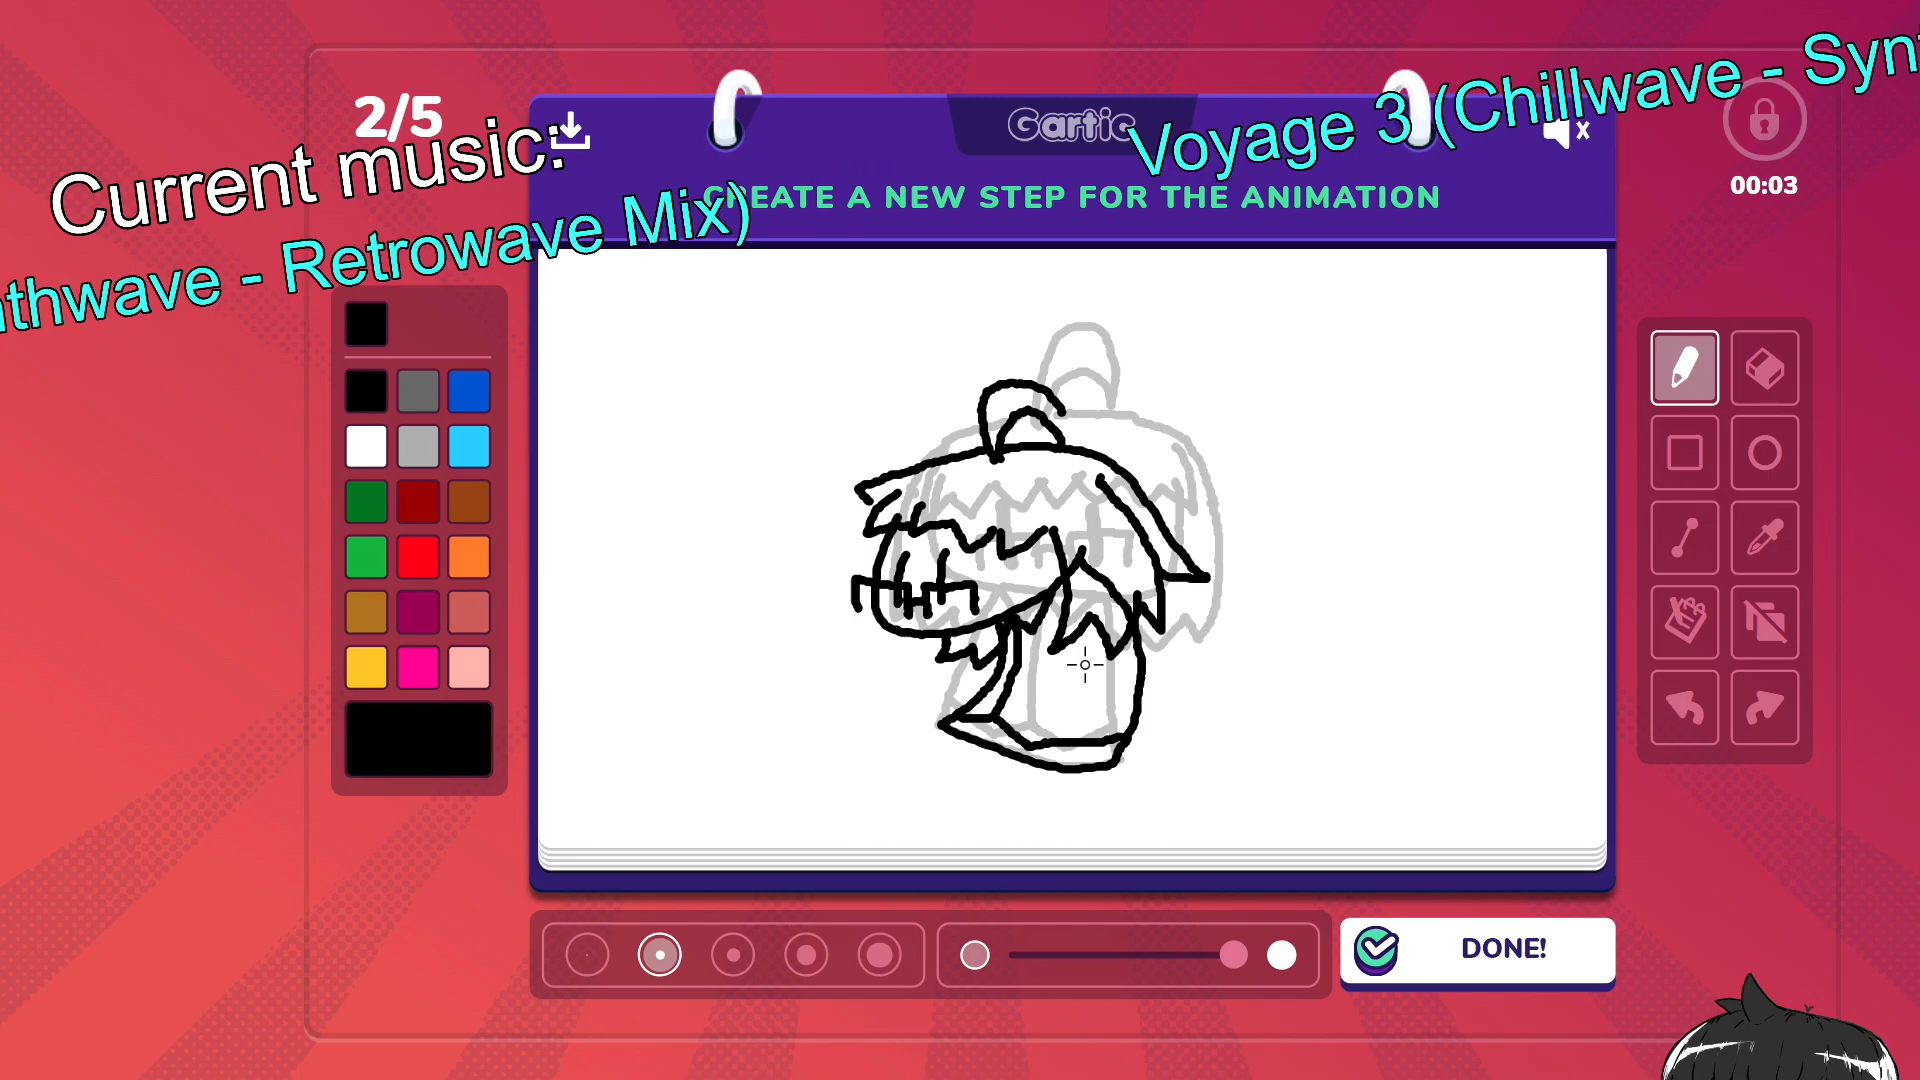 2/5
Current music:
Gartic
Voyage 3 (Chillwave - Syn
thwave - Retrowave Mix)
CREATE A NEW STEP FOR THE ANIMATION
00:03
DONE!